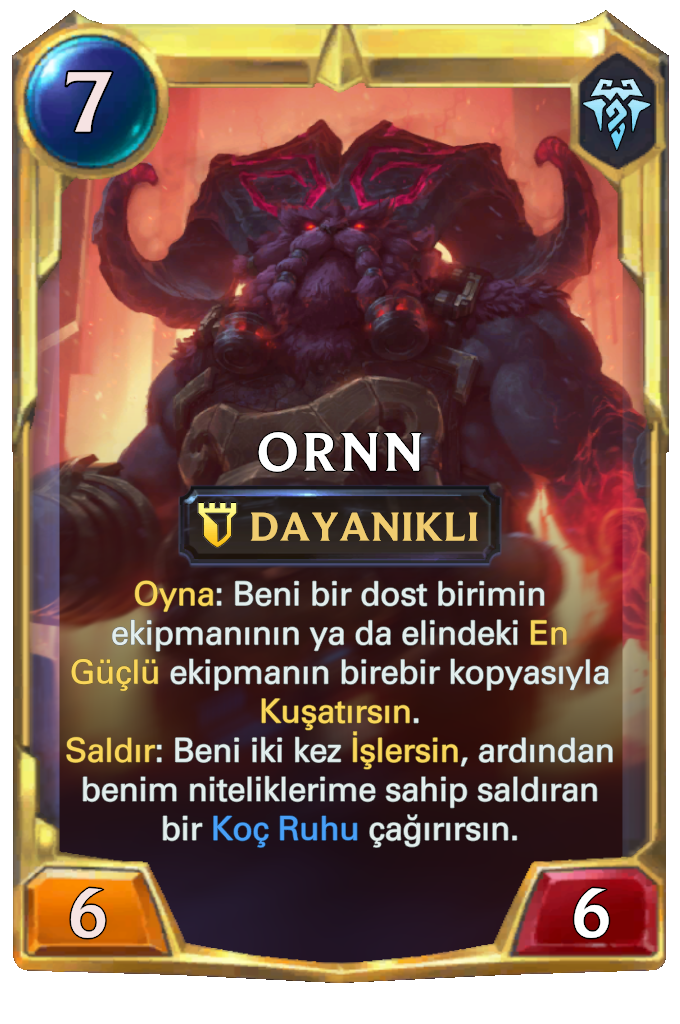 7
ORNN
DAYANIKLI
Oyna: Beni bir dost birimin
ekipmanının ya da elindeki En
Güçlü ekipmanın birebir kopyasıyla
Kuşatırsın.
Saldır: Beni iki kez İşlersin, ardından
benim niteliklerime sahip saldıran
bir Koç Ruhu çağırırsın.
6
6